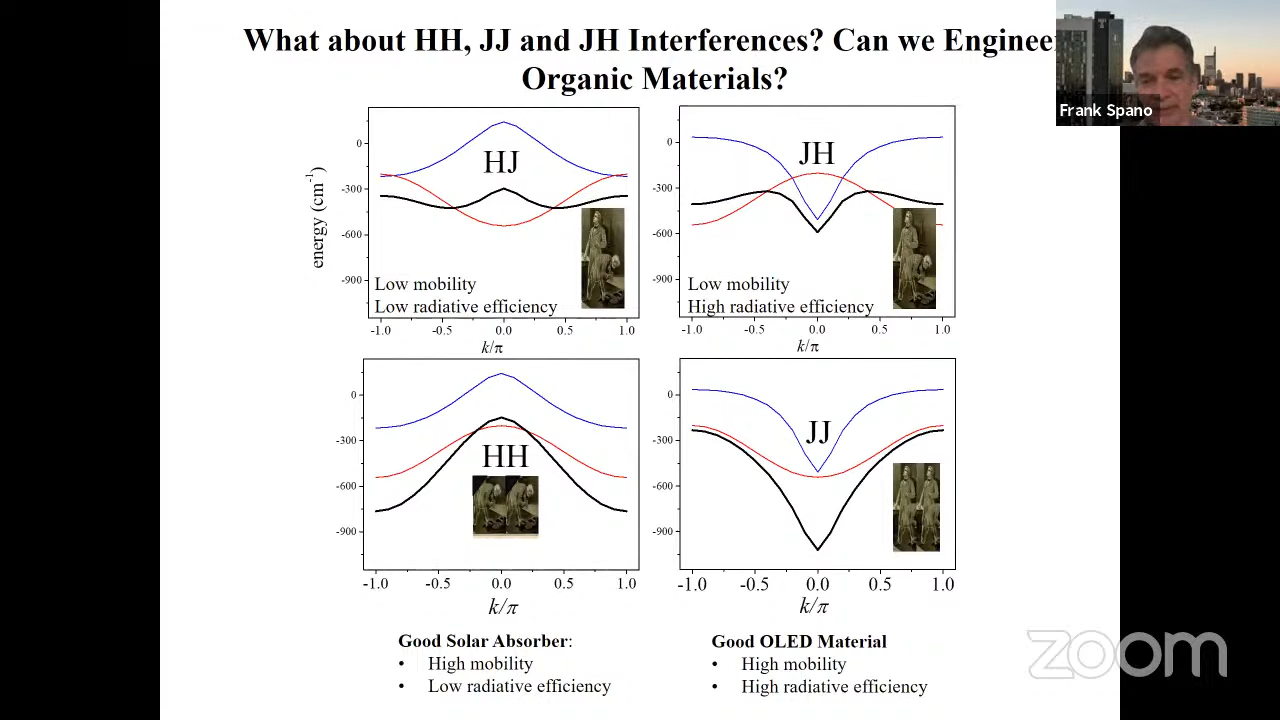 What about HH, JJ and JH Interferences? Can we Enginee
Organic Materials?
Frank Spano
HJ
energy (cm-1)
0
-300
-600
-900
Low mobility
Low radiative efficiency
-1.0 -0.5 0.0 0.5 1.0
k/π
JH
0
-300
-600
-900
Low mobility
High radiative efficiency
-1.0 -0.5 0.0 0.5 1.0
k/π
HH
0
-300
-600
-900
-1.0 -0.5 0.0 0.5 1.0
k/π
JJ
0
-300
-600
-900
-1.0 -0.5 0.0 0.5 1.0
k/π
Good Solar Absorber:
• High mobility
• Low radiative efficiency
Good OLED Material
• High mobility
• High radiative efficiency
zoom